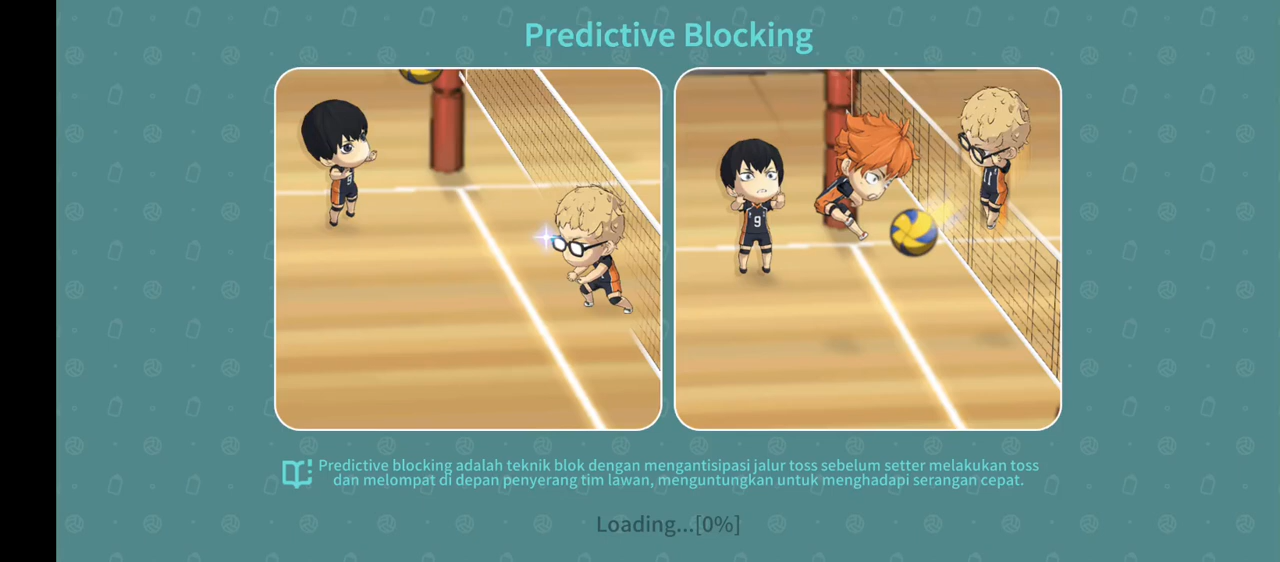 Predictive Blocking
9
Predictive blocking adalah teknik blok dengan mengantisipasi jalur toss sebelum setter melakukan toss
dan melompat di depan penyerang tim lawan, menguntungkan untuk menghadapi serangan cepat.
Loading...[0%]